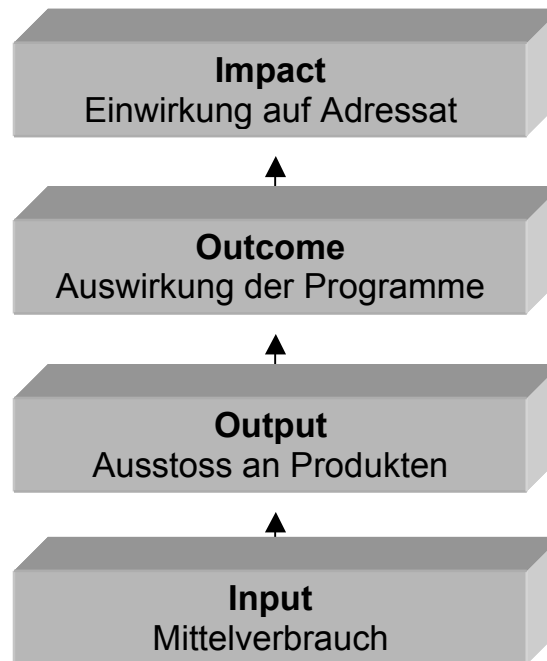 Impact
Einwirkung auf Adressat
Outcome
Auswirkung der Programme
Output
Ausstoss an Produkten
Input
Mittelverbrauch